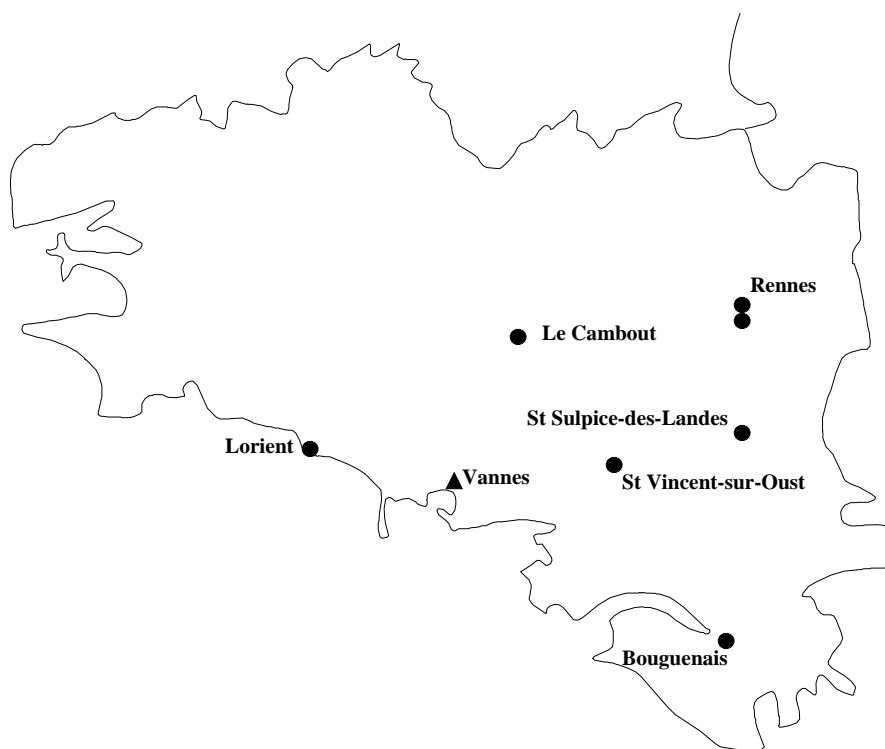 Rennes
Le Cambout
St Sulpice-des-Landes
Lorient
Vannes
St Vincent-sur-Oust
Bouguenais